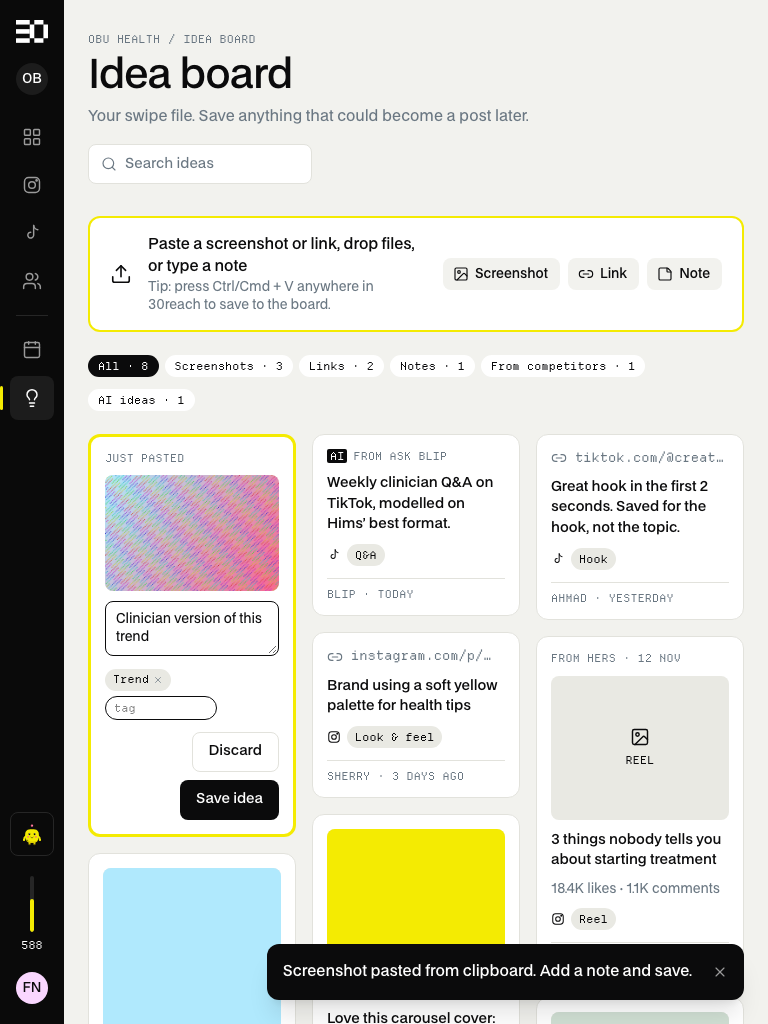 30
OB
588
FN
OBU HEALTH / IDEA BOARD
Idea board
Your swipe file. Save anything that could become a post later.
Search ideas
Paste a screenshot or link, drop files,
or type a note
Tip: press Ctrl/Cmd + V anywhere in
30reach to save to the board.
Screenshot
Link
Note
All · 8
Screenshots · 3
Links · 2
Notes · 1
From competitors · 1
AI ideas · 1
JUST PASTED
Clinician version of this
trend
Trend ×
tag
Discard
Save idea
AI FROM ASK BLIP
Weekly clinician Q&A on
TikTok, modelled on
Hims’ best format.
Q&A
BLIP · TODAY
instagram.com/p/…
Brand using a soft yellow
palette for health tips
Look & feel
SHERRY · 3 DAYS AGO
Love this carousel cover:
tiktok.com/@creat…
Great hook in the first 2
seconds. Saved for the
hook, not the topic.
Hook
AHMAD · YESTERDAY
FROM HERS · 12 NOV
REEL
3 things nobody tells you
about starting treatment
18.4K likes · 1.1K comments
Reel
Screenshot pasted from clipboard. Add a note and save.